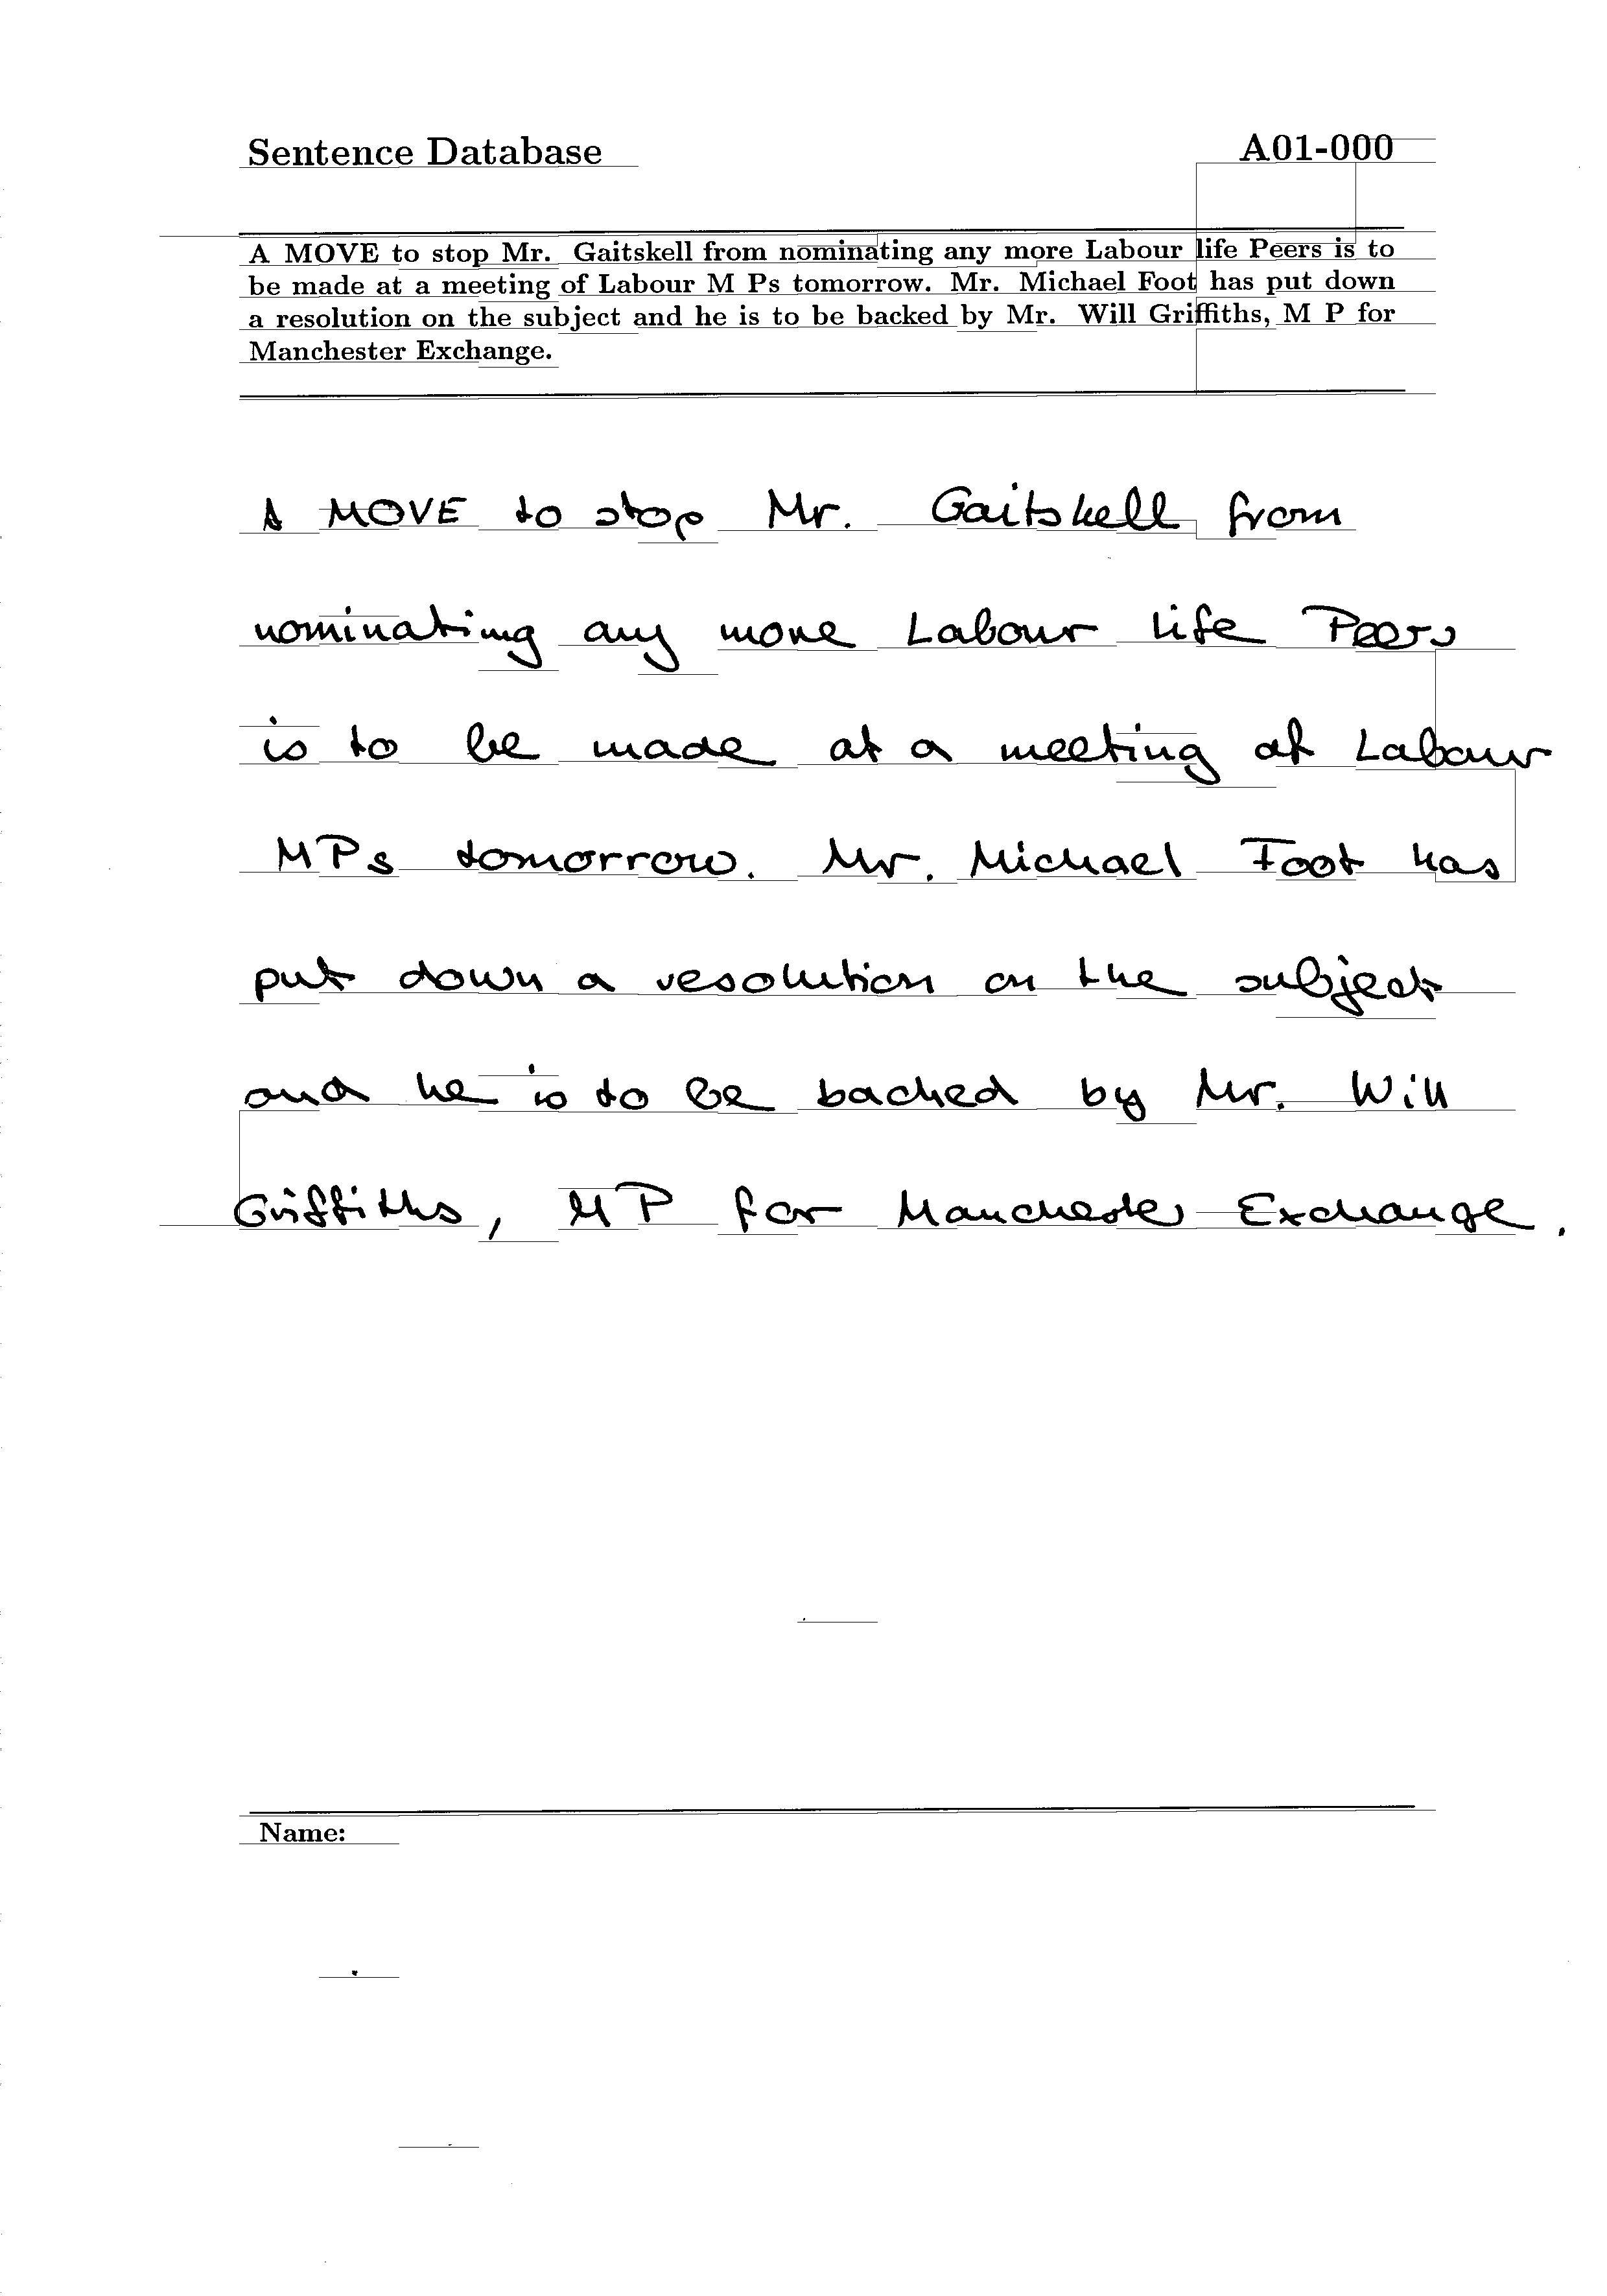 Sentence Database A01-000
A MOVE to stop Mr. Gaitskell from nominating any more Labour life Peers is to
be made at a meeting of Labour M Ps tomorrow. Mr. Michael Foot has put down
a resolution on the subject and he is to be backed by Mr. Will Griffiths, M P for
Manchester Exchange.
A MOVE to stop Mr. Gaitskell from
nominating any more Labour life Peers
is to be made at a meeting of Labour
MPs tomorrow. Mr. Michael Foot has
put down a resolution on the subject
and he is to be backed by Mr. Will
Griffiths, MP for Manchester Exchange.
Name: